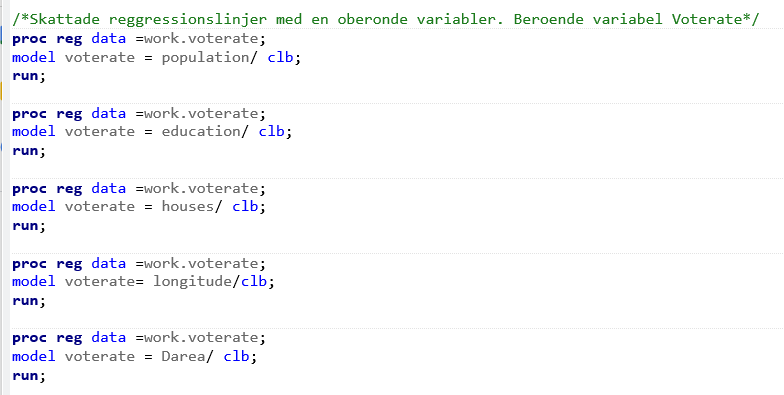 /*Skattade reggressionslinjer med en oberonde variabler. Beroende variabel Voterate*/
proc reg data =work.voterate;
model voterate = population/ clb;
run;
proc reg data =work.voterate;
model voterate = education/ clb;
run;
proc reg data =work.voterate;
model voterate = houses/ clb;
run;
proc reg data =work.voterate;
model voterate= longitude/clb;
run;
proc reg data =work.voterate;
model voterate = Darea/ clb;
run;